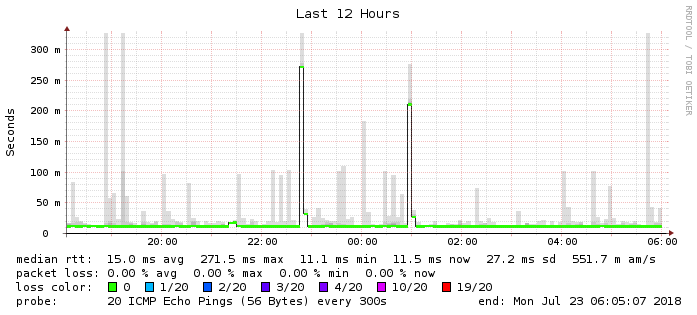 Last 12 Hours
RRDTOOL / TOBI OETIKER
Seconds
300 m
250 m
200 m
150 m
100 m
50 m
0
20:00 22:00 00:00 02:00 04:00 06:00
median rtt: 15.0 ms avg 271.5 ms max 11.1 ms min 11.5 ms now 27.2 ms sd 551.7 m am/s
packet loss: 0.00 % avg 0.00 % max 0.00 % min 0.00 % now
loss color: 0 1/20 2/20 3/20 4/20 10/20 19/20
probe: 20 ICMP Echo Pings (56 Bytes) every 300s end: Mon Jul 23 06:05:07 2018